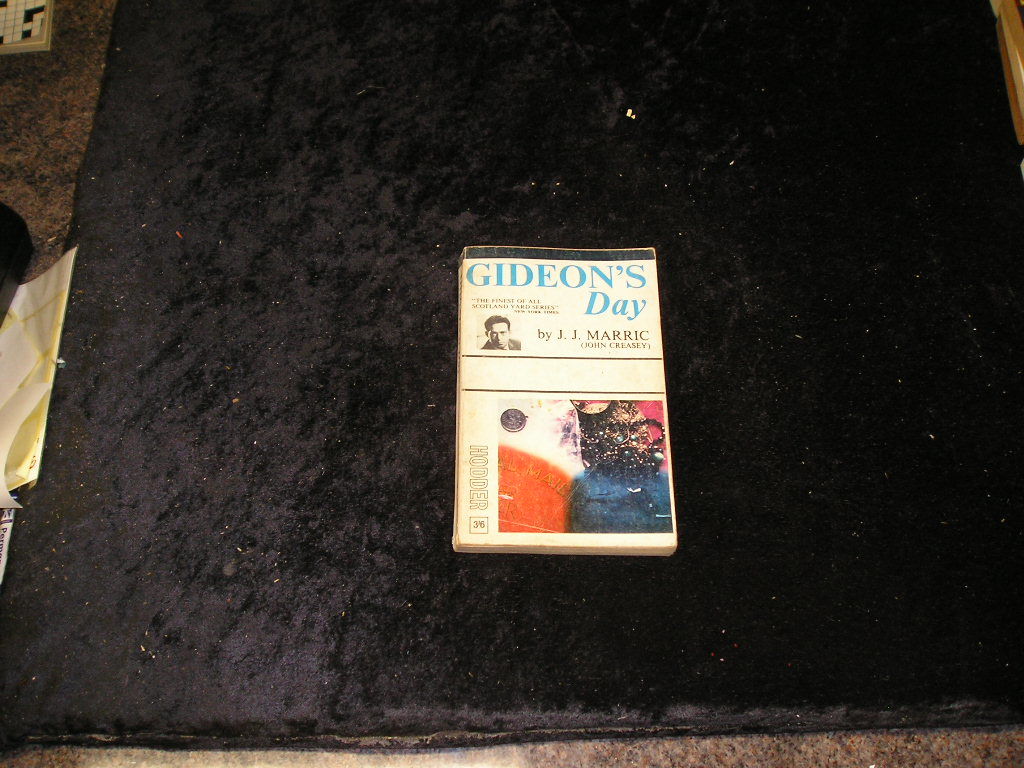 GIDEON'S
Day
"THE FINEST OF ALL
SCOTLAND YARD SERIES"
NEW YORK TIMES
by J. J. MARRIC
(JOHN CREASEY)
HODDER
3/6